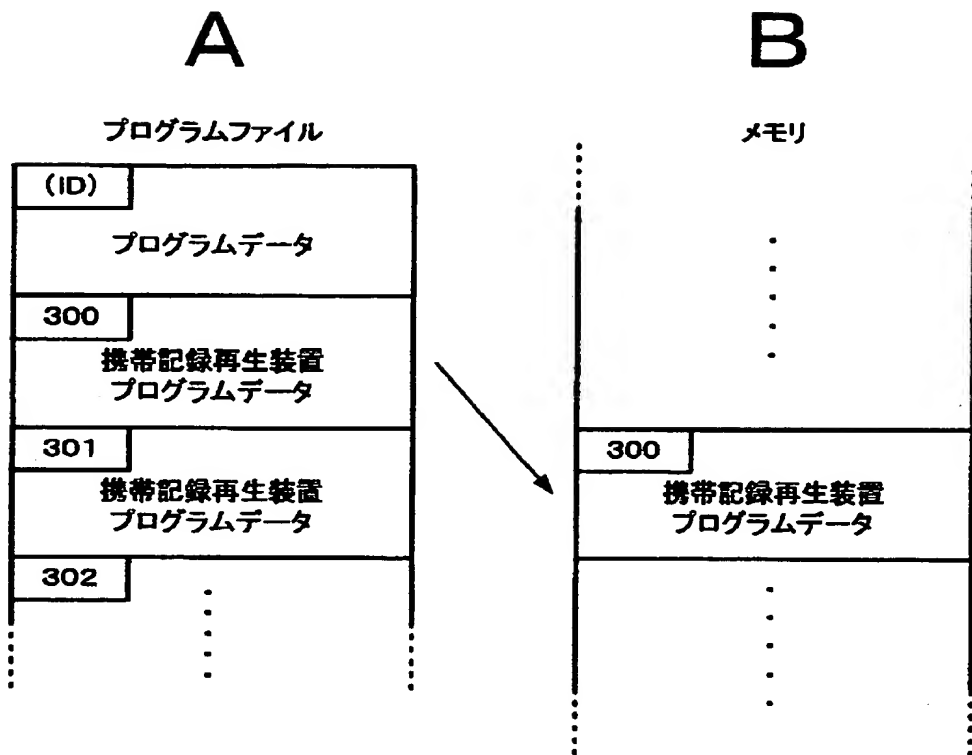 A
プログラムファイル
(ID)
プログラムデータ
300
携帯記録再生装置
プログラムデータ
301
携帯記録再生装置
プログラムデータ
302
B
メモリ
300
携帯記録再生装置
プログラムデータ